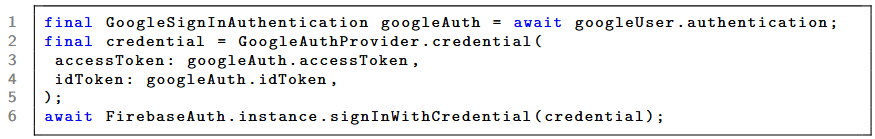 1 final GoogleSignInAuthentication googleAuth = await googleUser.authentication;
2 final credential = GoogleAuthProvider.credential(
3  accessToken: googleAuth.accessToken,
4  idToken: googleAuth.idToken,
5 );
6 await FirebaseAuth.instance.signInWithCredential(credential);